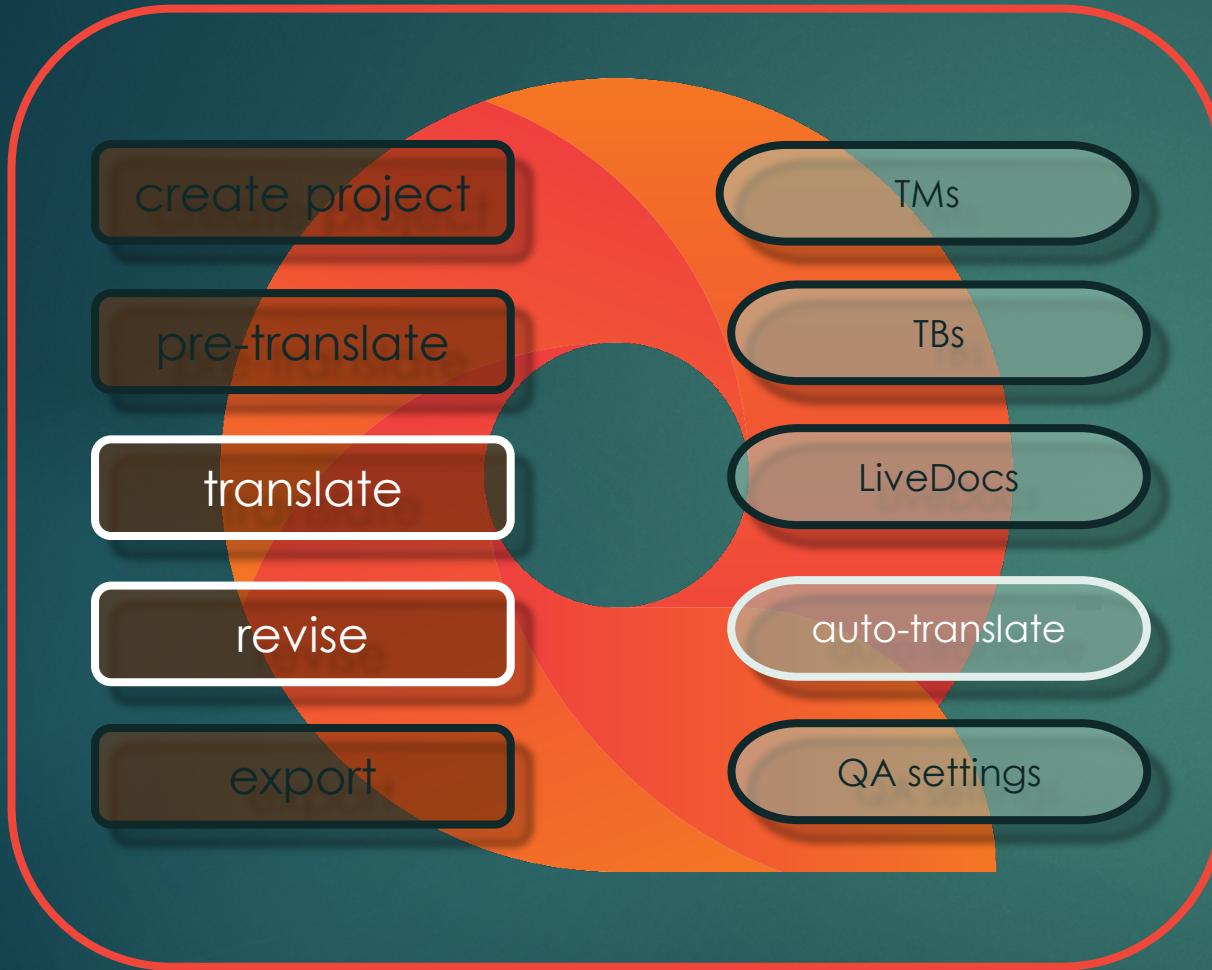 create project
pre-translate
translate
revise
export
TMs
TBs
LiveDocs
auto-translate
QA settings